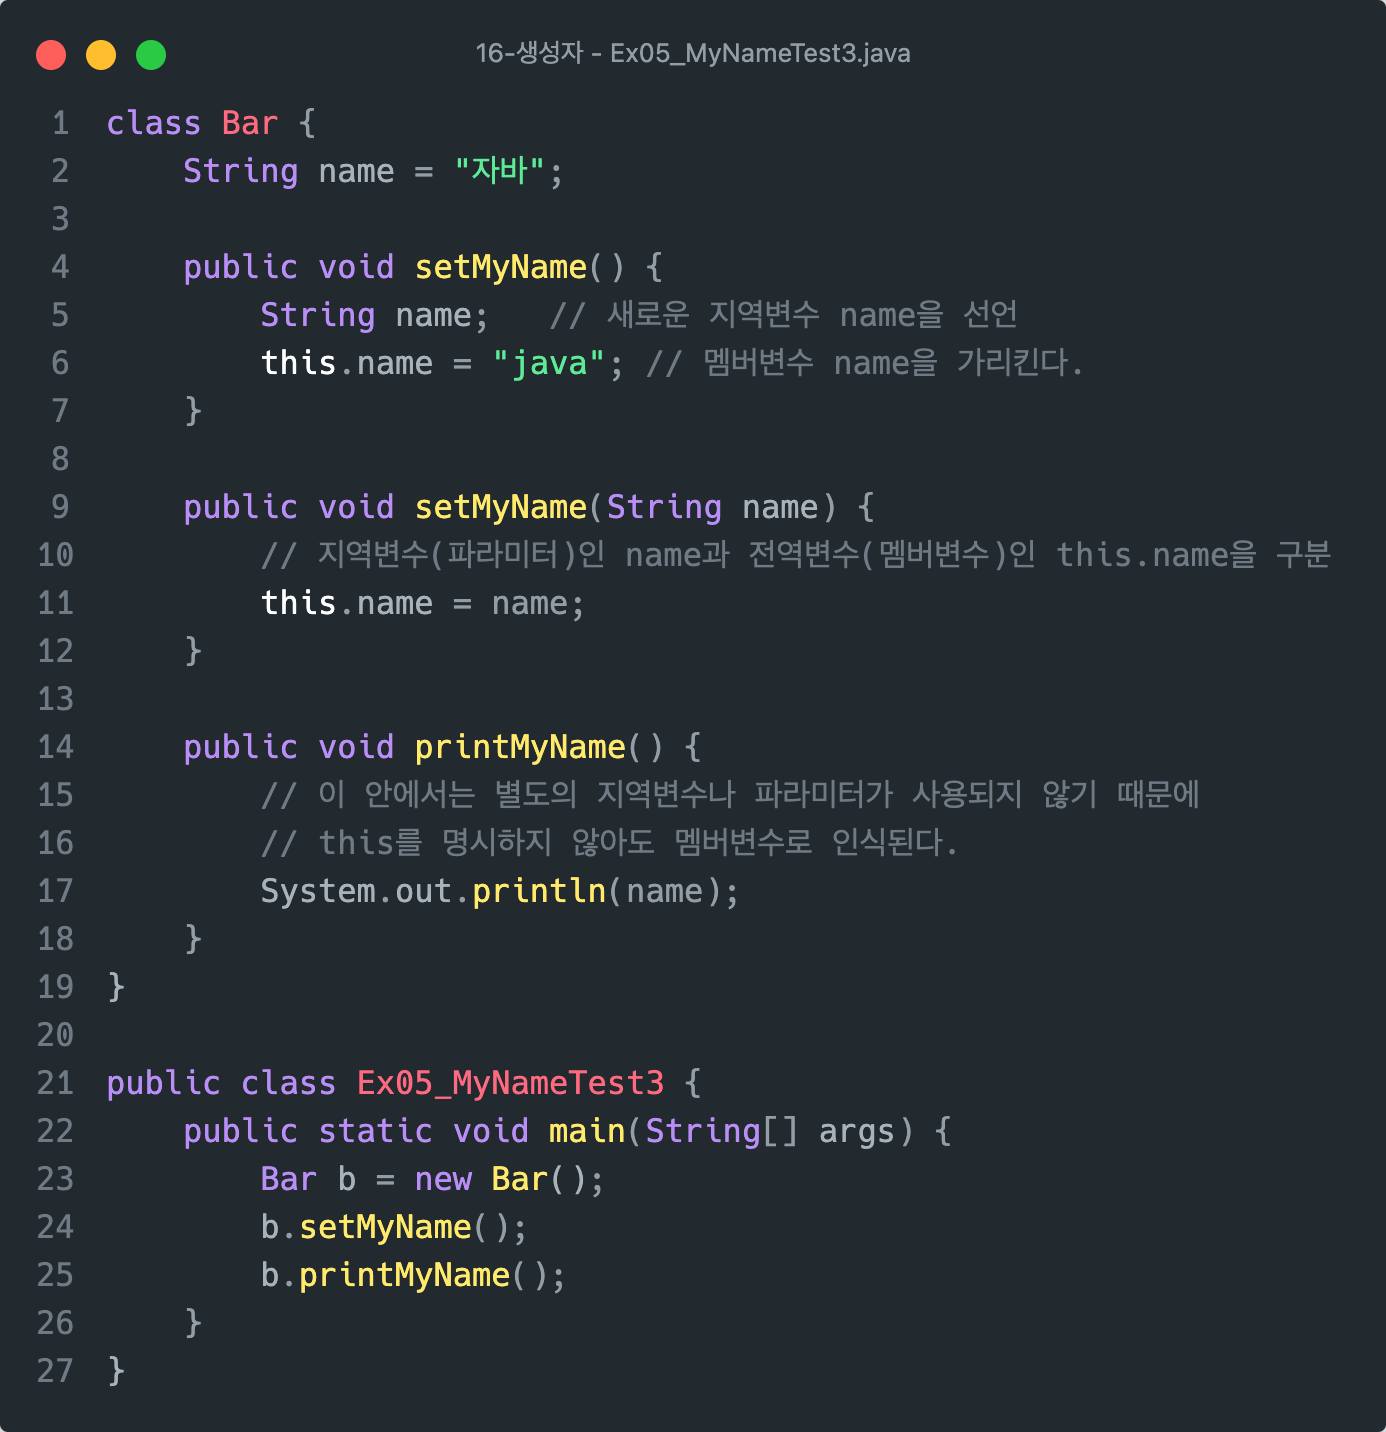 16-생성자 - Ex05_MyNameTest3.java
1 class Bar {
2     String name = "자바";
3
4     public void setMyName() {
5         String name;   // 새로운 지역변수 name을 선언
6         this.name = "java"; // 멤버변수 name을 가리킨다.
7     }
8
9     public void setMyName(String name) {
10         // 지역변수(파라미터)인 name과 전역변수(멤버변수)인 this.name을 구분
11         this.name = name;
12     }
13
14     public void printMyName() {
15         // 이 안에서는 별도의 지역변수나 파라미터가 사용되지 않기 때문에
16         // this를 명시하지 않아도 멤버변수로 인식된다.
17         System.out.println(name);
18     }
19 }
20
21 public class Ex05_MyNameTest3 {
22     public static void main(String[] args) {
23         Bar b = new Bar();
24         b.setMyName();
25         b.printMyName();
26     }
27 }